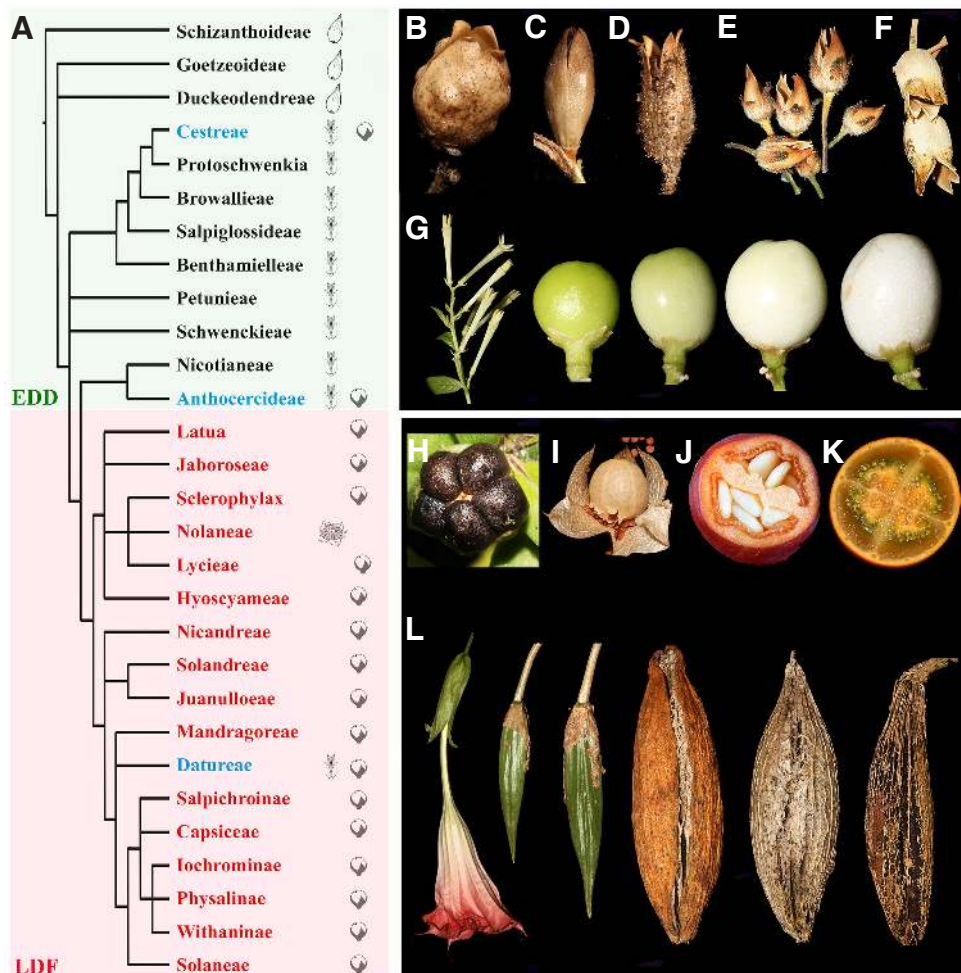 A
Schizanthoideae
Goetzeoideae
Duckeodendreae
Cestreae
Protoschwenkia
Browallieae
Salpiglossideae
Benthamielleae
Petunieae
Schwenckieae
Nicotianeae
EDD
Anthocercideae
Latua
Jaboroseae
Sclerophylax
Nolaneae
Lycieae
Hyoscyameae
Nicandreae
Solandreae
Juanulloeae
Mandragoreae
Datureae
Salpichroinae
Capsiceae
Iochrominae
Physalinae
Withaninae
Solaneae
LDF
B C D E F
G
H I J K
L